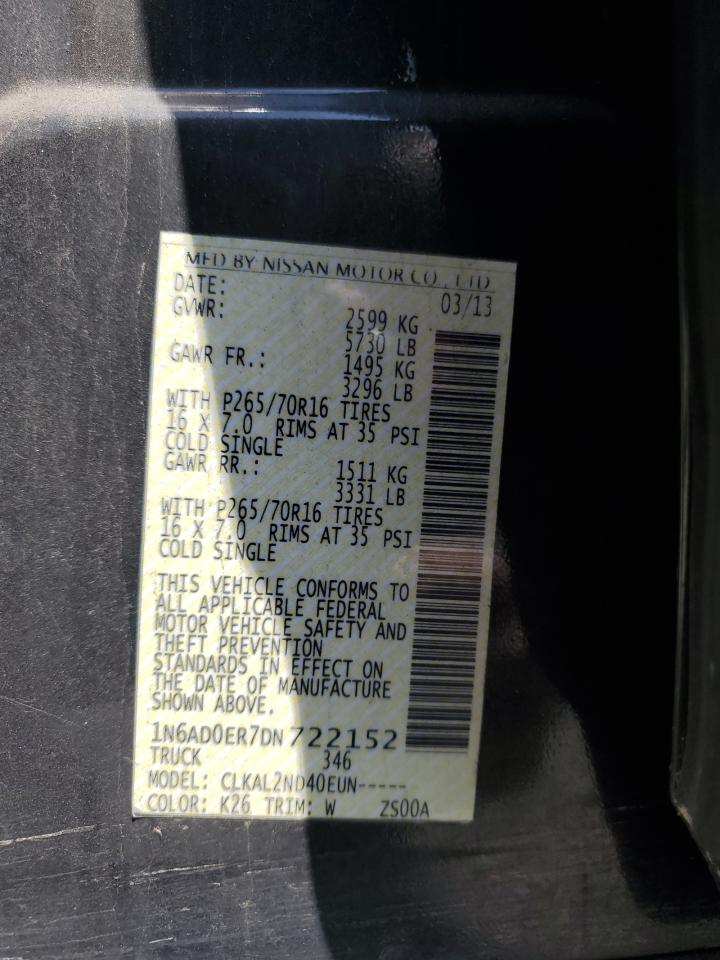 MFD BY NISSAN MOTOR CO., LTD
DATE: 03/13
GVWR: 2599 KG
5730 LB
GAWR FR.: 1495 KG
3296 LB
WITH P265/70R16 TIRES
16 X 7.0 RIMS AT 35 PSI
COLD SINGLE
GAWR RR.: 1511 KG
3331 LB
WITH P265/70R16 TIRES
16 X 7.0 RIMS AT 35 PSI
COLD SINGLE
THIS VEHICLE CONFORMS TO
ALL APPLICABLE FEDERAL
MOTOR VEHICLE SAFETY AND
THEFT PREVENTION
STANDARDS IN EFFECT ON
THE DATE OF MANUFACTURE
SHOWN ABOVE.
1N6AD0ER7DN722152
TRUCK 346
MODEL: CLKAL2ND40EUN-----
COLOR: K26 TRIM: W ZS00A